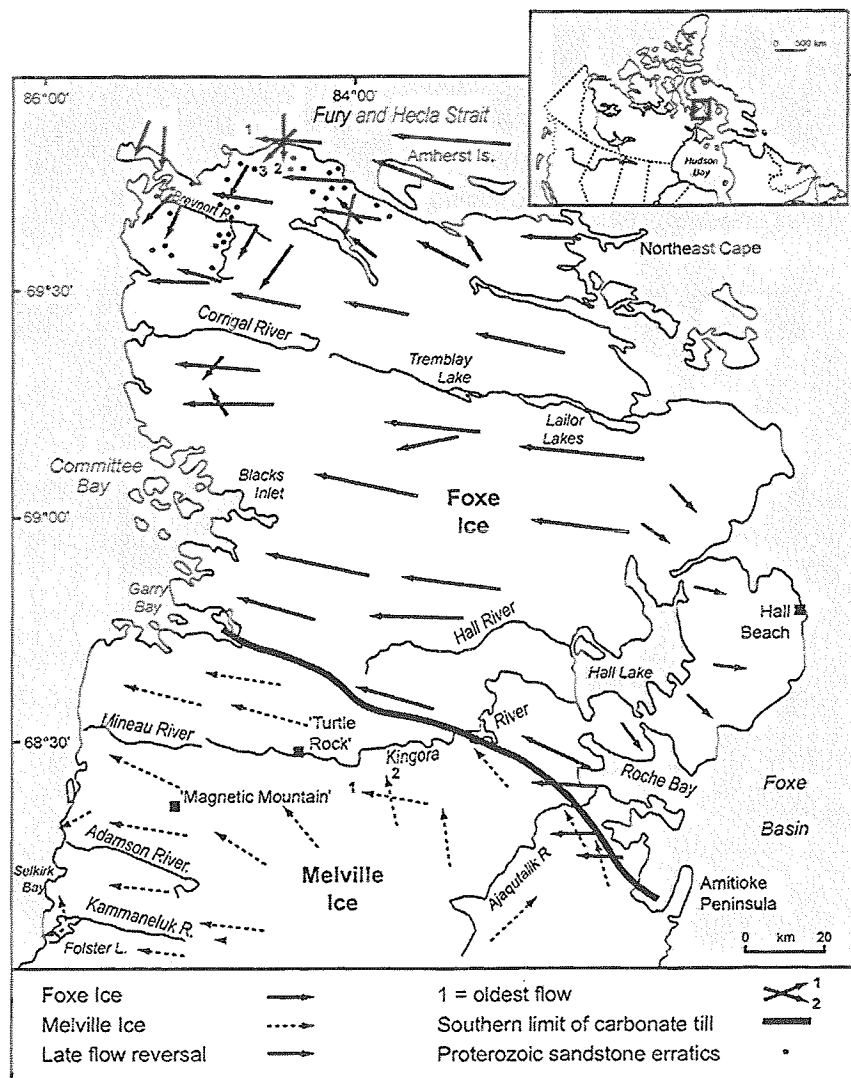 0 500 km
Hudson
Bay
86°00'
84°00'
Fury and Hecla Strait
Amherst Is.
1
3
2
Brevoort R.
Northeast Cape
69°30'
Corrigal River
Tremblay
Lake
Lailor
Lakes
Committee
Bay
Blacks
Inlet
Foxe
Ice
69°00'
Garry
Bay
Hall
Beach
Hall River
Hall Lake
Mineau River
'Turtle
Rock'
River
68°30'
Kingora
Roche Bay
Foxe
Basin
1
2
'Magnetic Mountain'
Adamson River.
Selkirk
Bay
Melville
Ice
Ajaqutalik R.
Amitioke
Peninsula
Kammaneluk R.
Folster L.
km
0 20
Foxe Ice
1 = oldest flow
1
2
Melville Ice
Southern limit of carbonate till
Late flow reversal
Proterozoic sandstone erratics